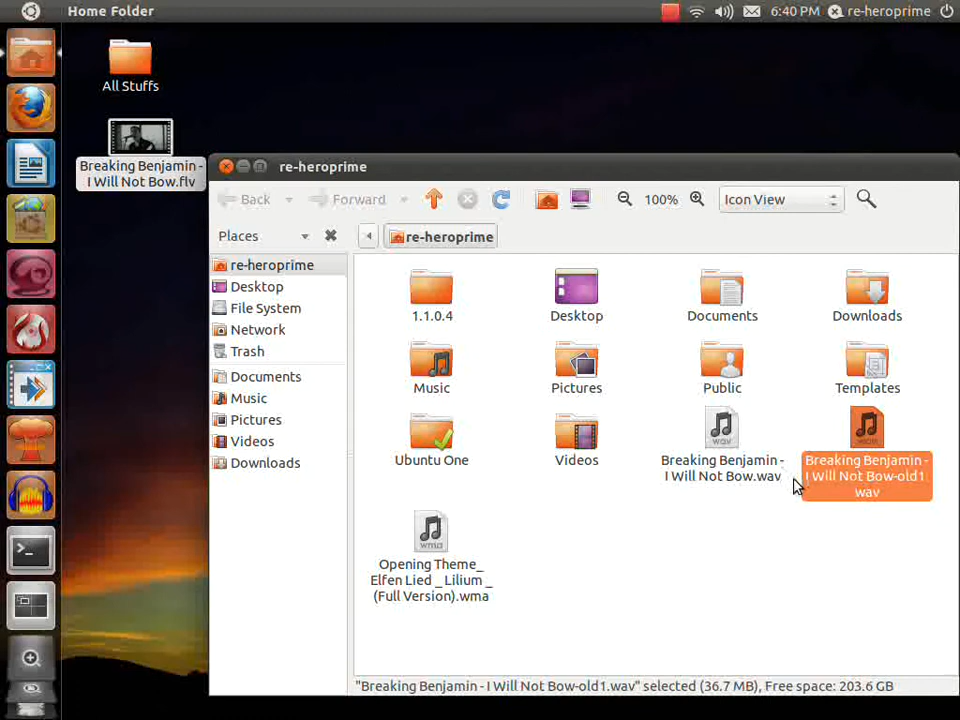 Home Folder
6:40 PM
re-heroprime
All Stuffs
Breaking Benjamin -
I Will Not Bow.flv
re-heroprime
Back
Forward
100%
Icon View
Places
re-heroprime
re-heroprime
Desktop
File System
Network
Trash
Documents
Music
Pictures
Videos
Downloads
1.1.0.4
Desktop
Documents
Downloads
Music
Pictures
Public
Templates
Ubuntu One
Videos
wav
Breaking Benjamin -
I Will Not Bow.wav
Breaking Benjamin -
I Will Not Bow-old1.
wav
wma
Opening Theme_
Elfen Lied _ Lilium _
(Full Version).wma
"Breaking Benjamin - I Will Not Bow-old1.wav" selected (36.7 MB), Free space: 203.6 GB